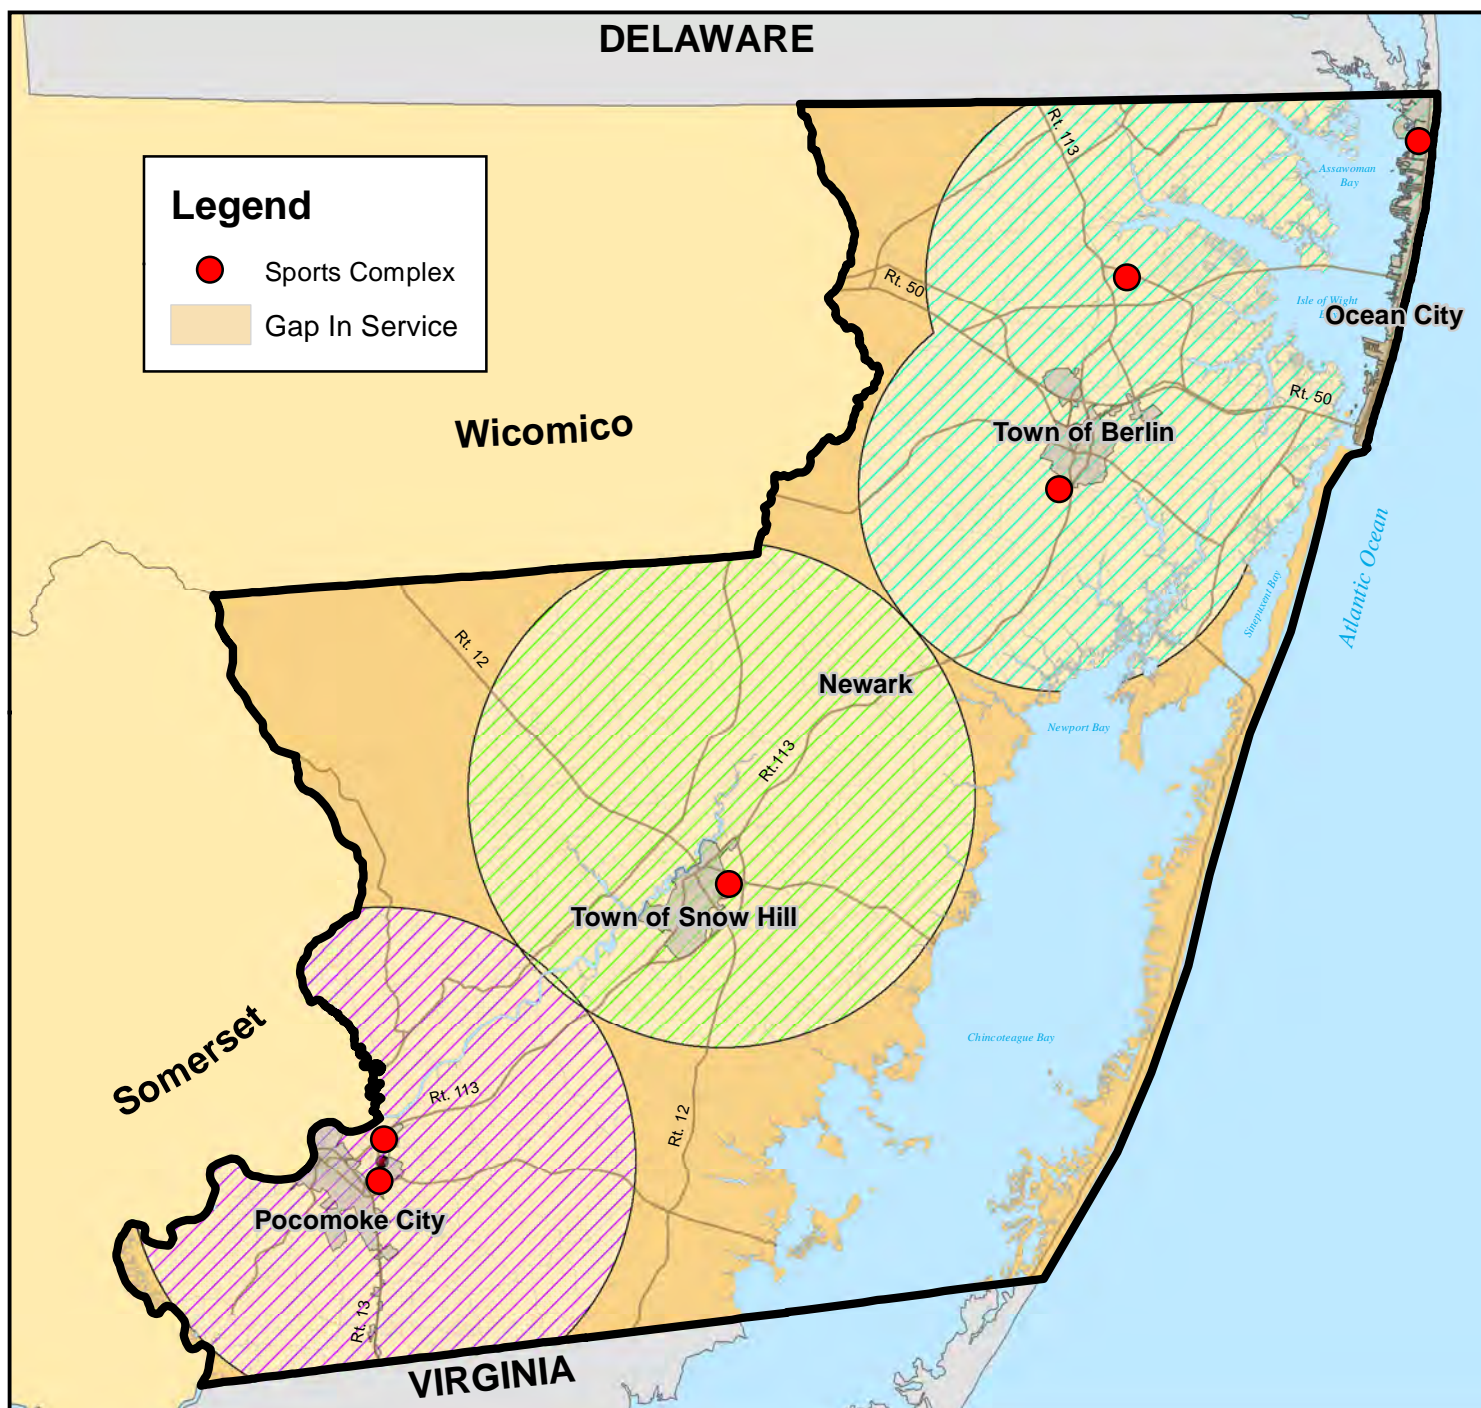 DELAWARE
Rt. 113
Assawoman
Bay
Legend
Sports Complex
Gap In Service
Rt. 50
Isle of Wight
Ocean City
Wicomico
Rt. 50
Town of Berlin
Atlantic Ocean
Sinepuxent Bay
Rt. 12
Newark
Newport Bay
Rt.113
Town of Snow Hill
Somerset
Chincoteague Bay
Rt. 113
Rt. 12
Pocomoke City
Rt. 13
VIRGINIA